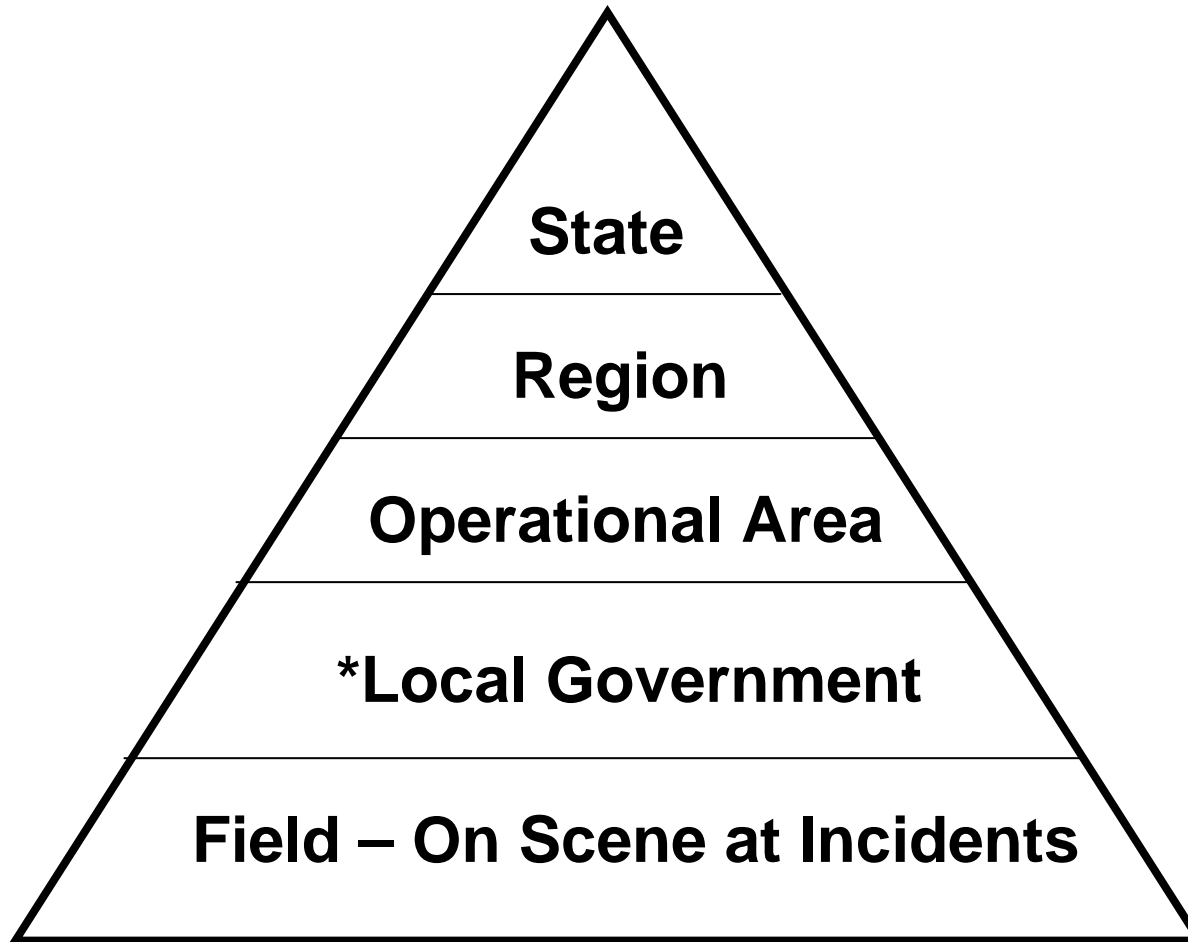 State
Region
Operational Area
*Local Government
Field – On Scene at Incidents